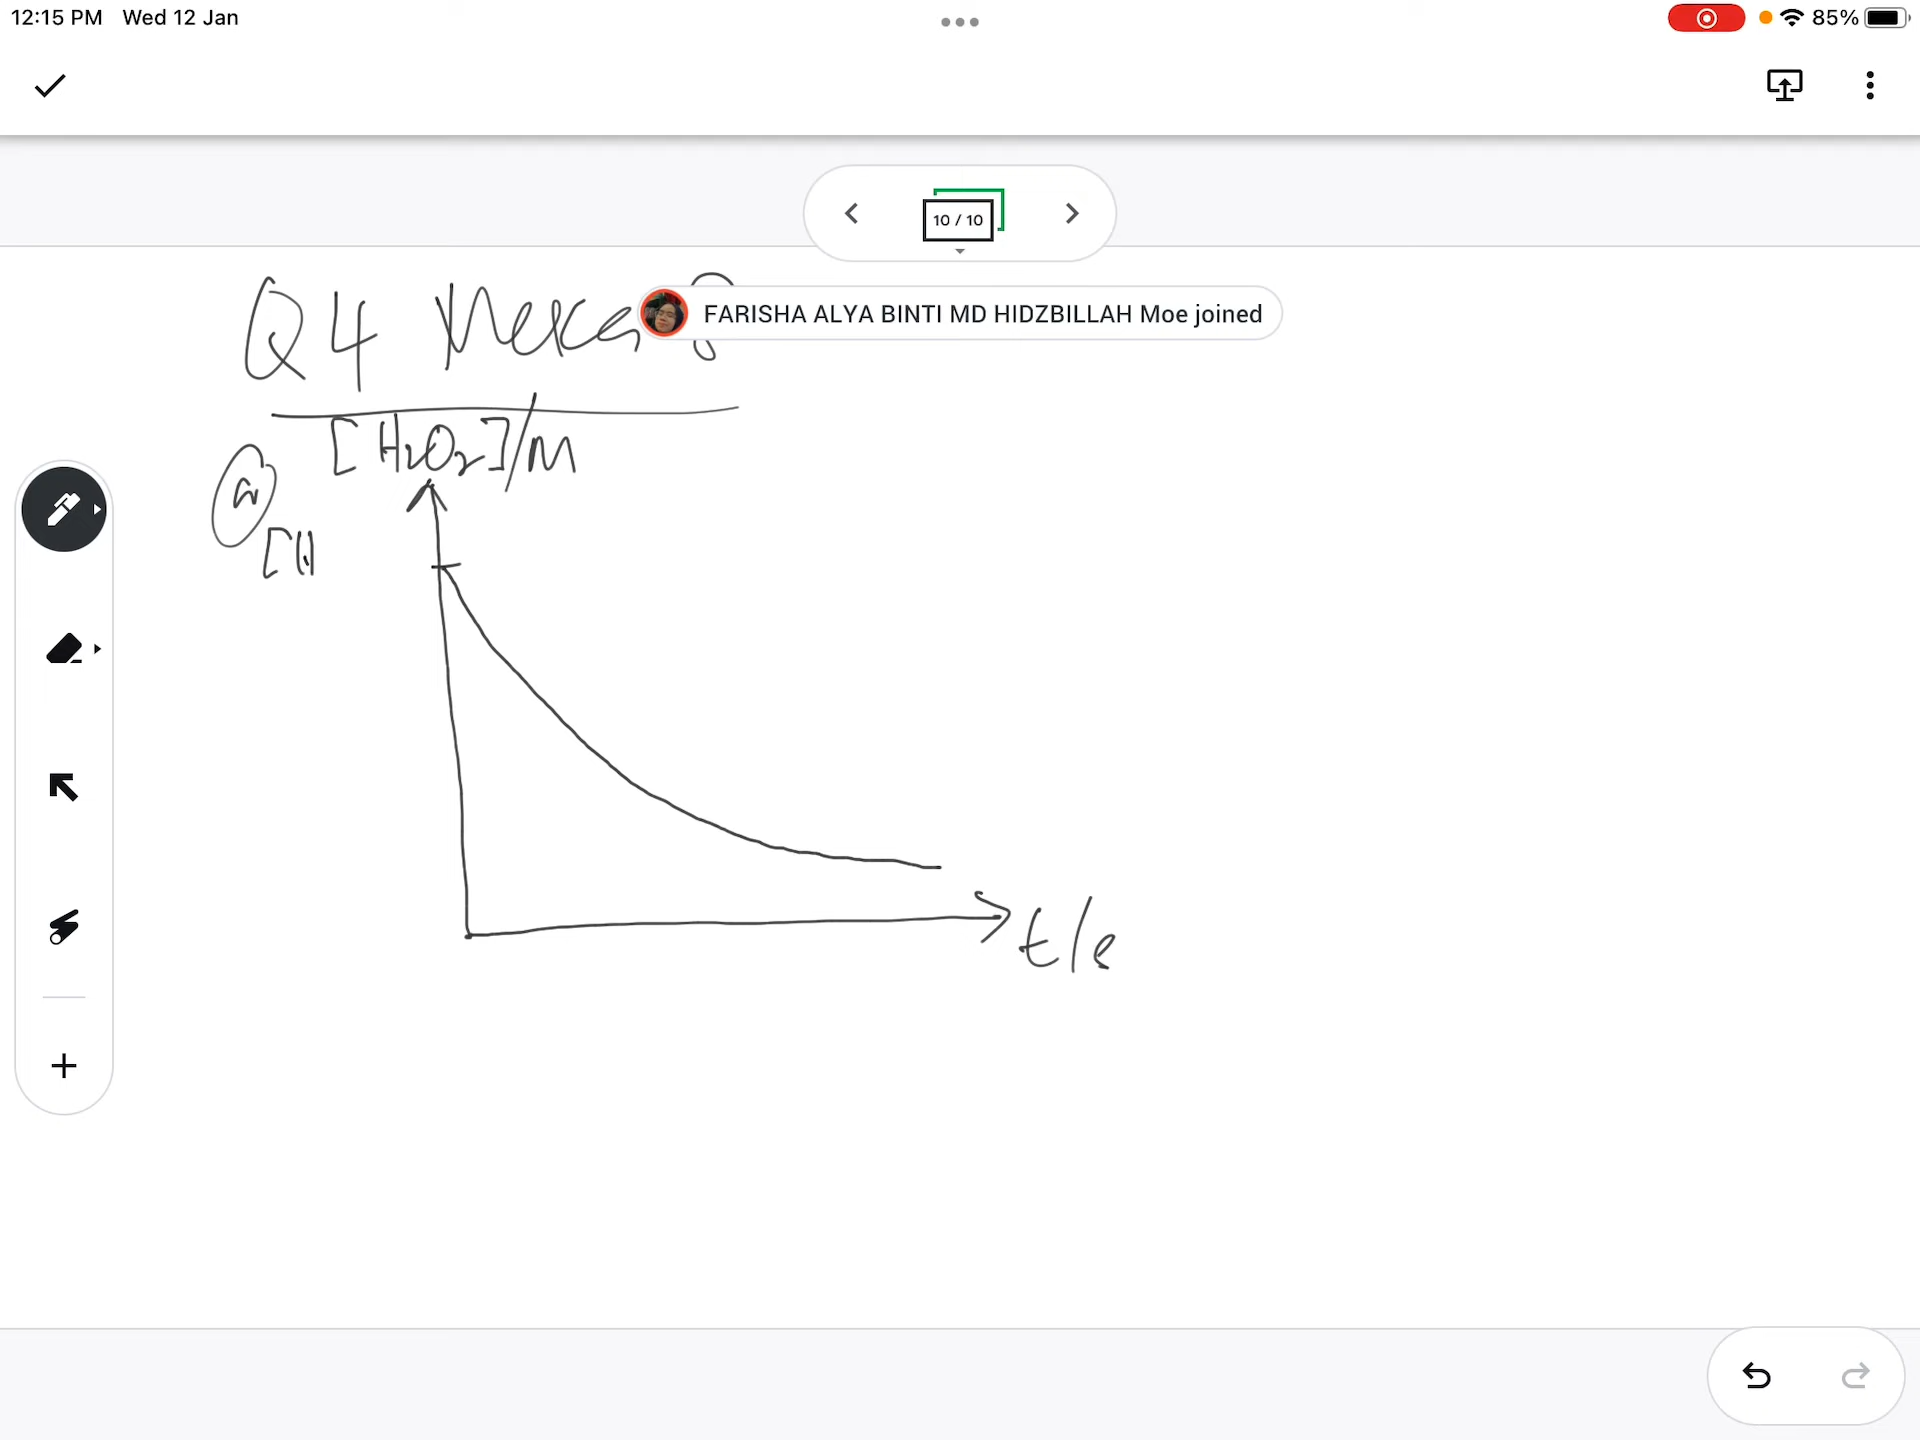 12:15 PM Wed 12 Jan
85%
10 / 10
Q4
FARISHA ALYA BINTI MD HIDZBILLAH Moe joined
[H₂O₂]/M
a
[H
t/s